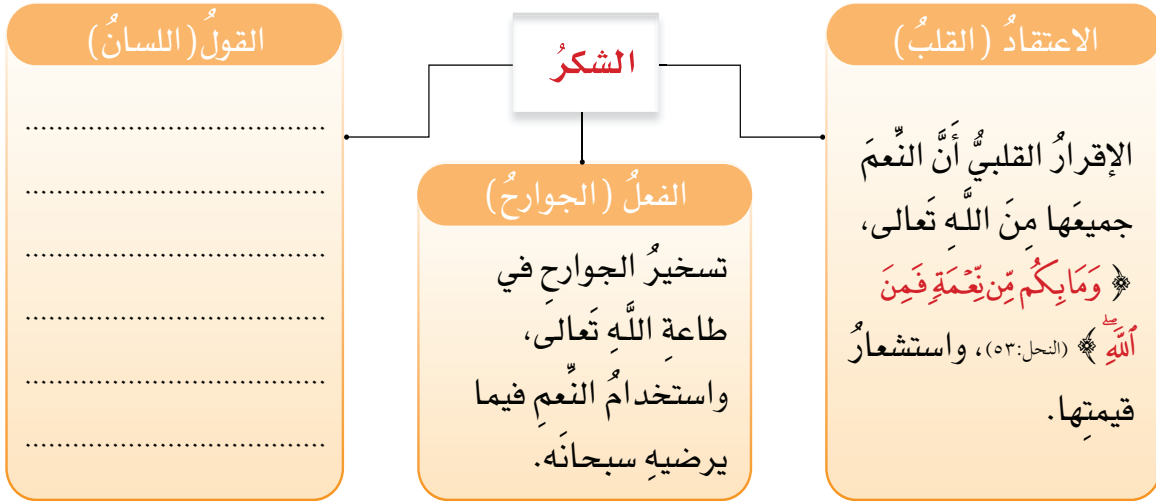 الشكرُ
الاعتقادُ (القلبُ)
الإقرارُ القلبيُّ أَنَّ النِّعمَ
جميعَها مِنَ اللَّهِ تَعالى،
﴿ وَمَا بِكُم مِّن نِّعْمَةٍ فَمِنَ
ٱللَّهِ ۖ ﴾ (النحل:٥٣)، واستشعارُ
قيمتِها.
الفعلُ (الجوارحُ)
تسخيرُ الجوارحِ في
طاعةِ اللَّهِ تَعالى،
واستخدامُ النِّعمِ فيما
يرضيهِ سبحانَه.
القولُ (اللسانُ)